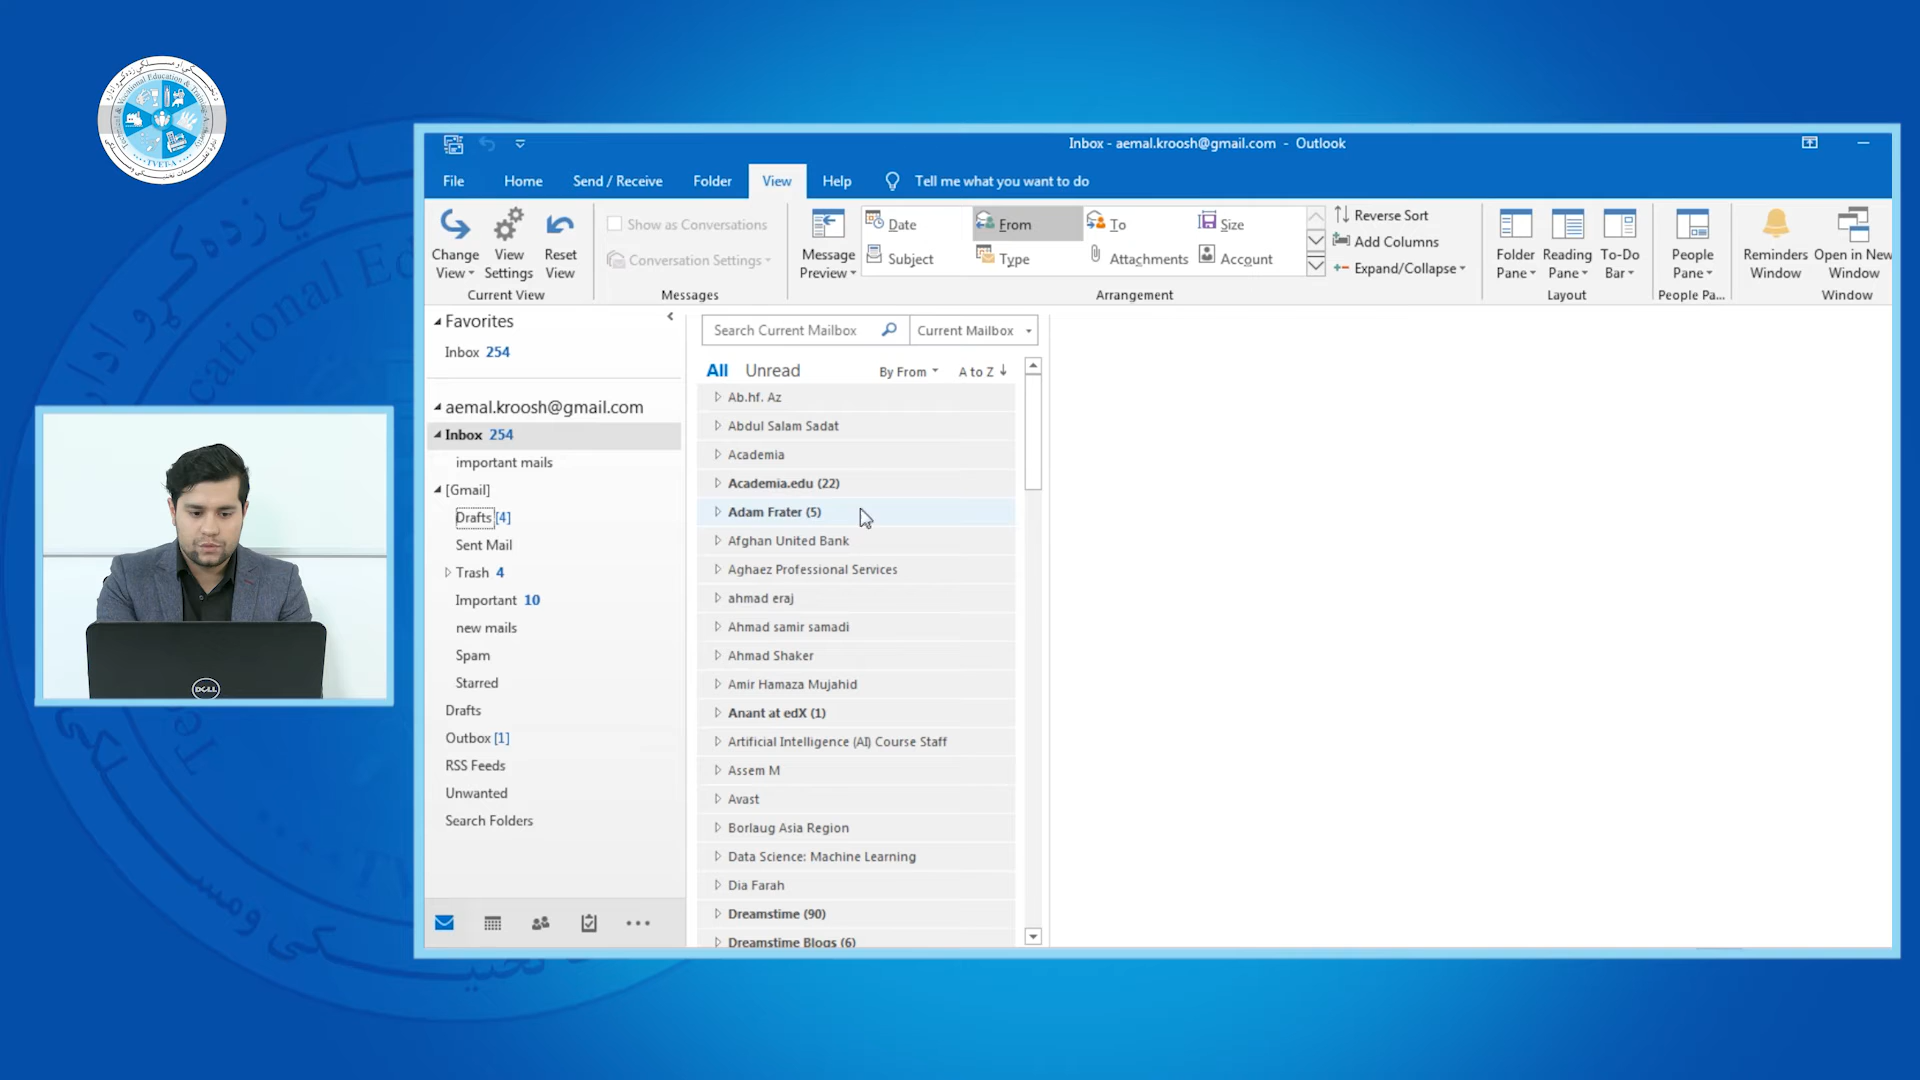 Technical & Vocational Education & Training Authority
TVET-A
Inbox - aemal.kroosh@gmail.com - Outlook
File Home Send / Receive Folder View Help Tell me what you want to do
Change View
View Settings
Reset View
Current View
Show as Conversations
Conversation Settings
Messages
Message Preview
Date From To Size
Subject Type Attachments Account
Reverse Sort
Add Columns
Expand/Collapse
Arrangement
Folder Pane
Reading Pane
To-Do Bar
Layout
People Pane
People Pa...
Reminders Window
Open in New Window
Window
Favorites
Inbox 254
aemal.kroosh@gmail.com
Inbox 254
important mails
[Gmail]
Drafts [4]
Sent Mail
Trash 4
Important 10
new mails
Spam
Starred
Drafts
Outbox [1]
RSS Feeds
Unwanted
Search Folders
Search Current Mailbox
Current Mailbox
All Unread By From A to Z
Ab.hf. Az
Abdul Salam Sadat
Academia
Academia.edu (22)
Adam Frater (5)
Afghan United Bank
Aghaez Professional Services
ahmad eraj
Ahmad samir samadi
Ahmad Shaker
Amir Hamaza Mujahid
Anant at edX (1)
Artificial Intelligence (AI) Course Staff
Assem M
Avast
Borlaug Asia Region
Data Science: Machine Learning
Dia Farah
Dreamstime (90)
Dreamstime Blogs (6)
DELL